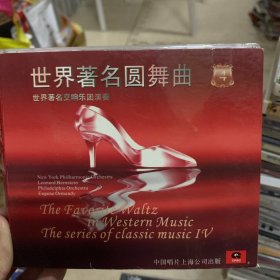 世界著名圆舞曲
世界著名交响乐团演奏
New York Philharmonic Orchestra
Leonard Bernstein
Philadelphia Orchestra
Eugene Ormandy
The Favorite Waltz
in Western Music
The series of classic music IV
中国唱片上海公司出版